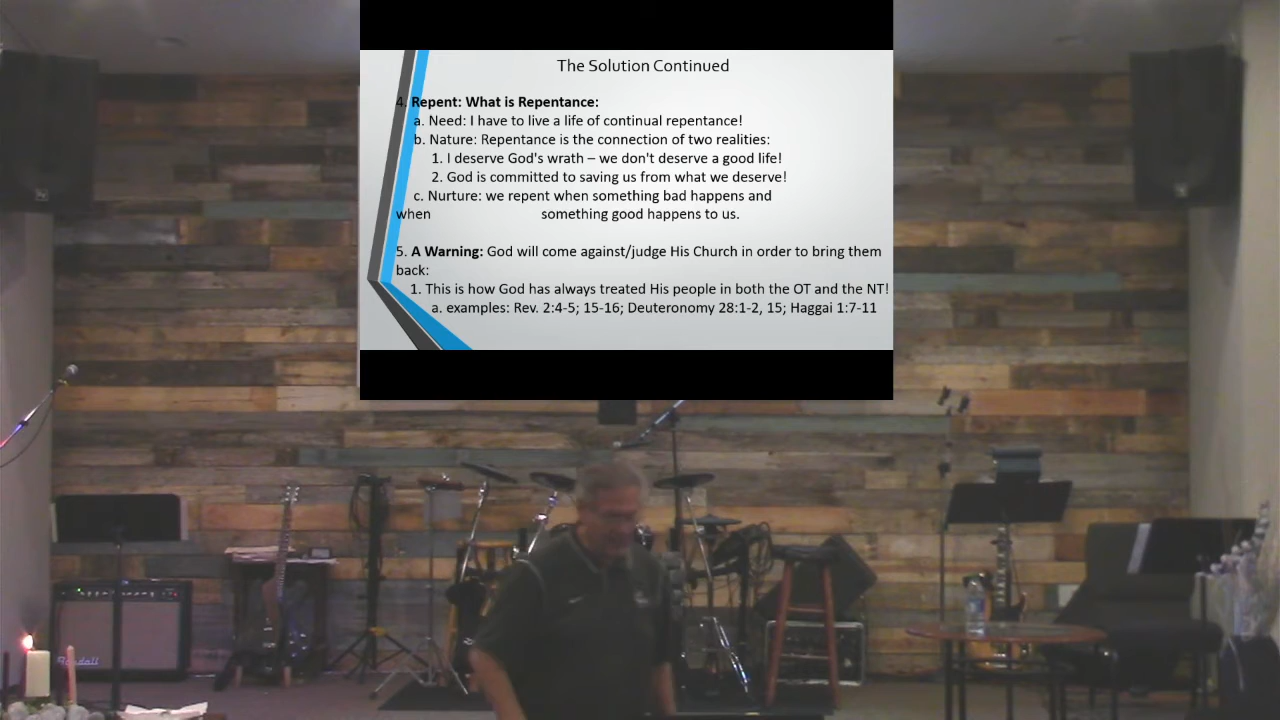 The Solution Continued
4. Repent: What is Repentance:
a. Need: I have to live a life of continual repentance!
b. Nature: Repentance is the connection of two realities:
1. I deserve God's wrath – we don't deserve a good life!
2. God is committed to saving us from what we deserve!
c. Nurture: we repent when something bad happens and
when something good happens to us.
5. A Warning: God will come against/judge His Church in order to bring them
back:
1. This is how God has always treated His people in both the OT and the NT!
a. examples: Rev. 2:4-5; 15-16; Deuteronomy 28:1-2, 15; Haggai 1:7-11
Randall